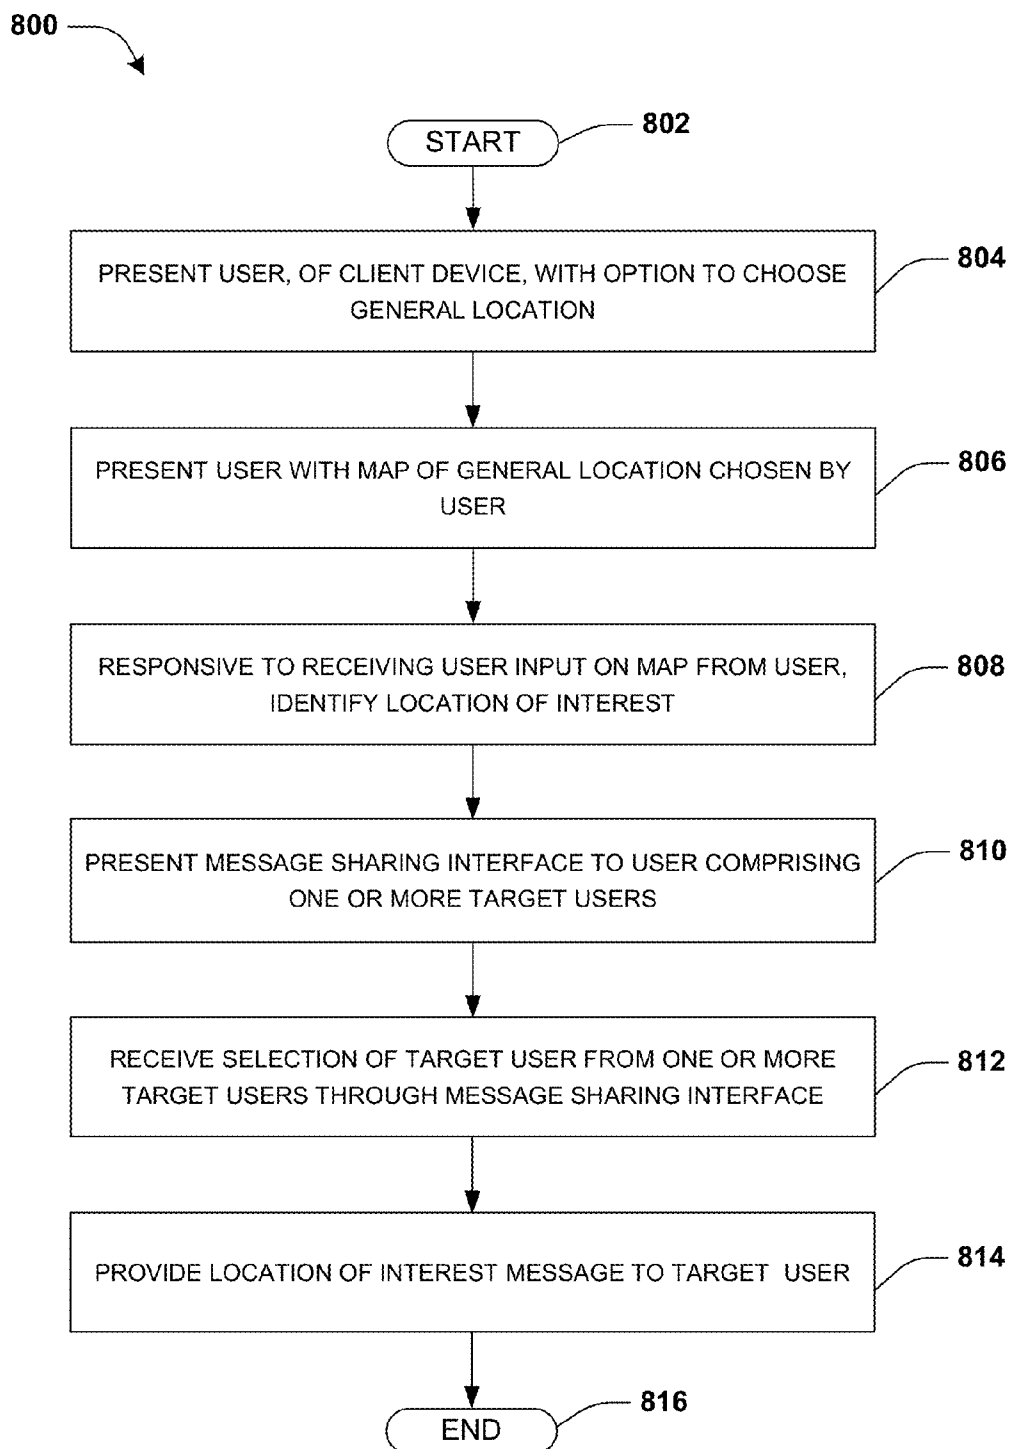 800
START
802
PRESENT USER, OF CLIENT DEVICE, WITH OPTION TO CHOOSE
GENERAL LOCATION
804
PRESENT USER WITH MAP OF GENERAL LOCATION CHOSEN BY
USER
806
RESPONSIVE TO RECEIVING USER INPUT ON MAP FROM USER,
IDENTIFY LOCATION OF INTEREST
808
PRESENT MESSAGE SHARING INTERFACE TO USER COMPRISING
ONE OR MORE TARGET USERS
810
RECEIVE SELECTION OF TARGET USER FROM ONE OR MORE
TARGET USERS THROUGH MESSAGE SHARING INTERFACE
812
PROVIDE LOCATION OF INTEREST MESSAGE TO TARGET USER
814
END
816